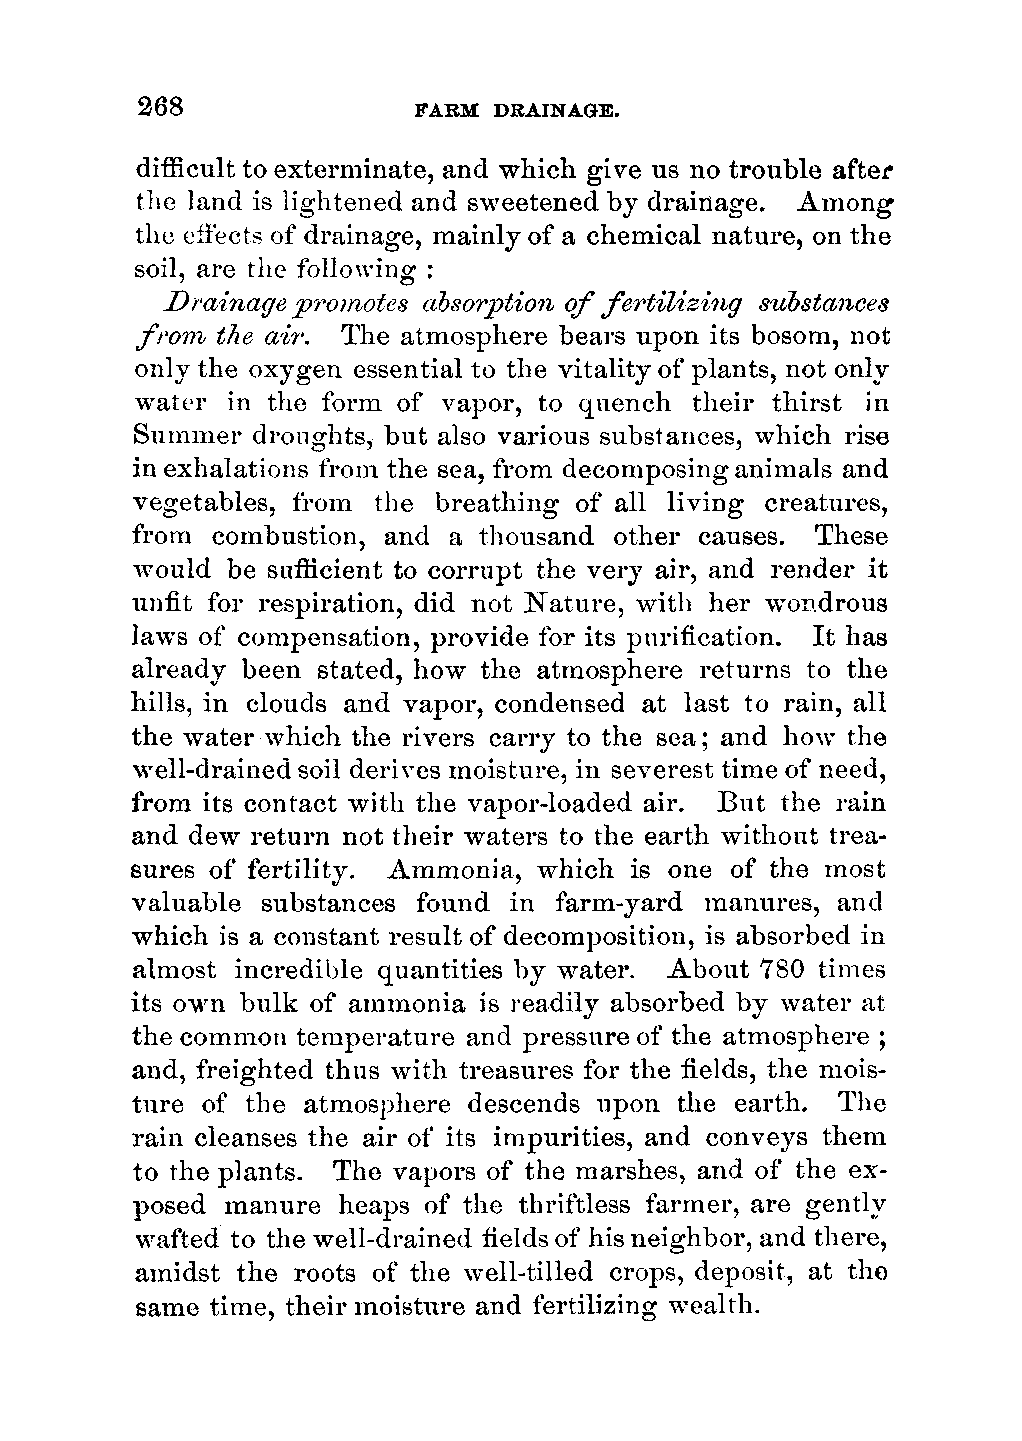 268 FARM DRAINAGE.
difficult to exterminate, and which give us no trouble after
the land is lightened and sweetened by drainage. Among
the effects of drainage, mainly of a chemical nature, on the
soil, are the following :
Drainage promotes absorption of fertilizing substances
from the air. The atmosphere bears upon its bosom, not
only the oxygen essential to the vitality of plants, not only
water in the form of vapor, to quench their thirst in
Summer droughts, but also various substances, which rise
in exhalations from the sea, from decomposing animals and
vegetables, from the breathing of all living creatures,
from combustion, and a thousand other causes. These
would be sufficient to corrupt the very air, and render it
unfit for respiration, did not Nature, with her wondrous
laws of compensation, provide for its purification. It has
already been stated, how the atmosphere returns to the
hills, in clouds and vapor, condensed at last to rain, all
the water which the rivers carry to the sea; and how the
well-drained soil derives moisture, in severest time of need,
from its contact with the vapor-loaded air. But the rain
and dew return not their waters to the earth without trea-
sures of fertility. Ammonia, which is one of the most
valuable substances found in farm-yard manures, and
which is a constant result of decomposition, is absorbed in
almost incredible quantities by water. About 780 times
its own bulk of ammonia is readily absorbed by water at
the common temperature and pressure of the atmosphere ;
and, freighted thus with treasures for the fields, the mois-
ture of the atmosphere descends upon the earth. The
rain cleanses the air of its impurities, and conveys them
to the plants. The vapors of the marshes, and of the ex-
posed manure heaps of the thriftless farmer, are gently
wafted to the well-drained fields of his neighbor, and there,
amidst the roots of the well-tilled crops, deposit, at the
same time, their moisture and fertilizing wealth.